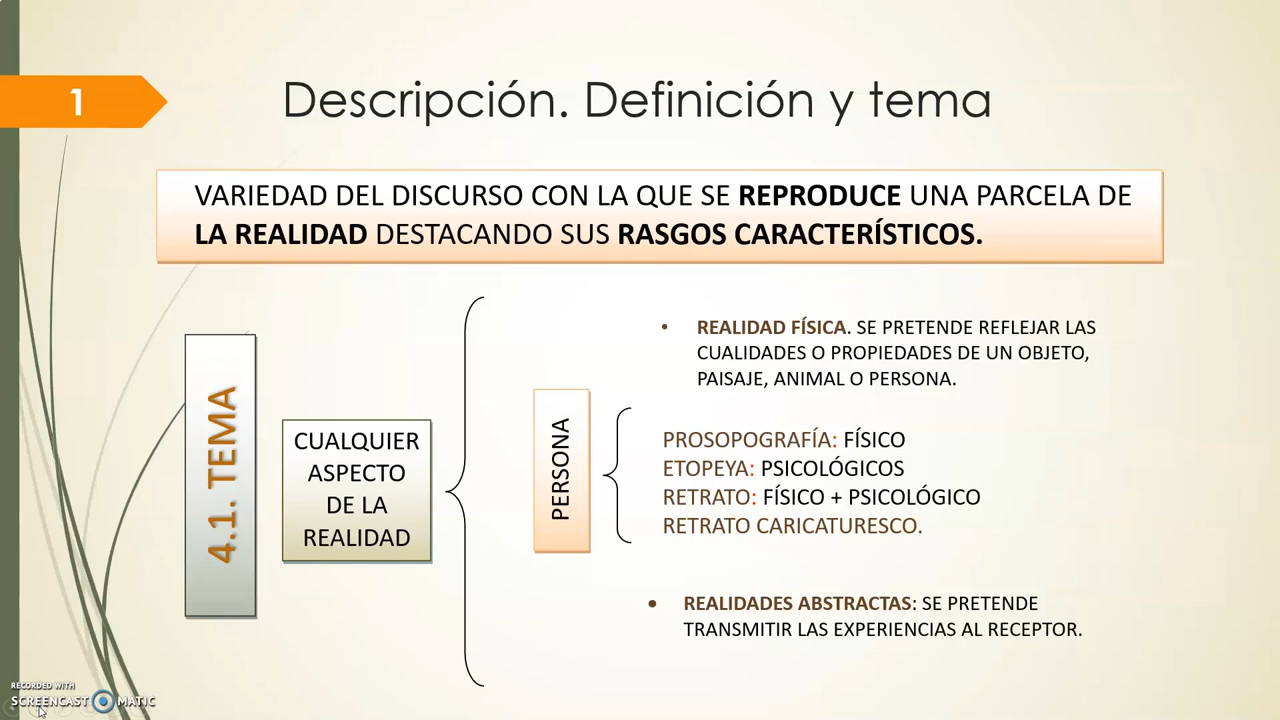 1
Descripción. Definición y tema
VARIEDAD DEL DISCURSO CON LA QUE SE REPRODUCE UNA PARCELA DE
LA REALIDAD DESTACANDO SUS RASGOS CARACTERÍSTICOS.
4.1. TEMA
CUALQUIER
ASPECTO
DE LA
REALIDAD
• REALIDAD FÍSICA. SE PRETENDE REFLEJAR LAS
CUALIDADES O PROPIEDADES DE UN OBJETO,
PAISAJE, ANIMAL O PERSONA.
PERSONA
PROSOPOGRAFÍA: FÍSICO
ETOPEYA: PSICOLÓGICOS
RETRATO: FÍSICO + PSICOLÓGICO
RETRATO CARICATURESCO.
• REALIDADES ABSTRACTAS: SE PRETENDE
TRANSMITIR LAS EXPERIENCIAS AL RECEPTOR.
RECORDED WITH
SCREENCAST MATIC